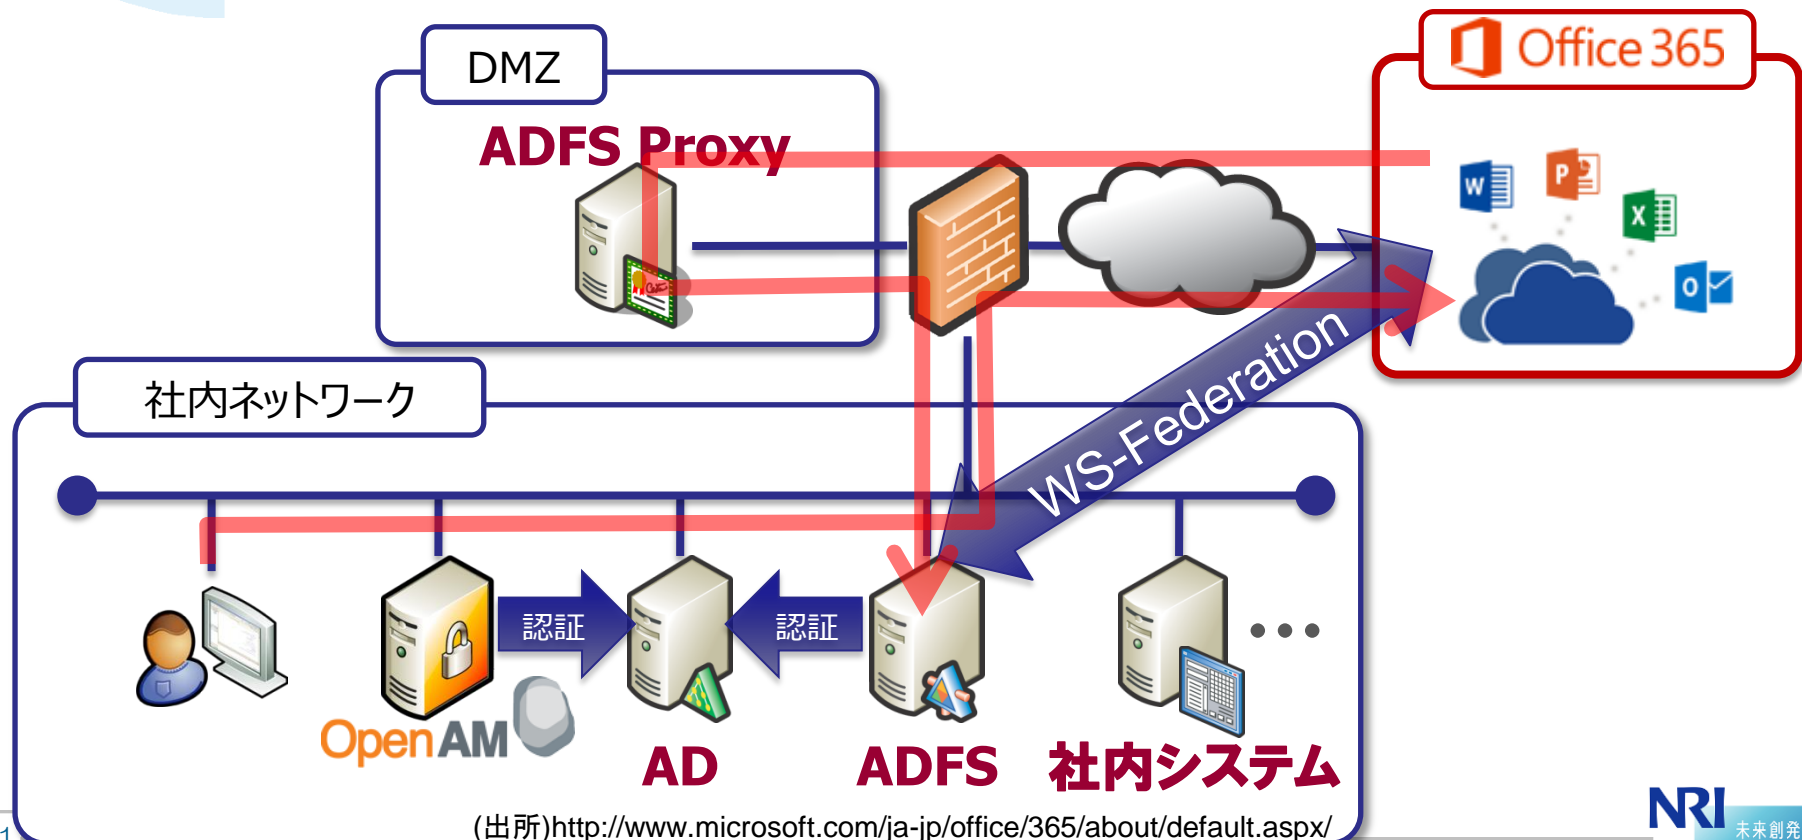 DMZ
Office 365
ADFS Proxy
W
P
X
O
WS-Federation
社内ネットワーク
認証
認証
OpenAM
AD
ADFS
社内システム
(出所)http://www.microsoft.com/ja-jp/office/365/about/default.aspx/
1
NRI
未来創発